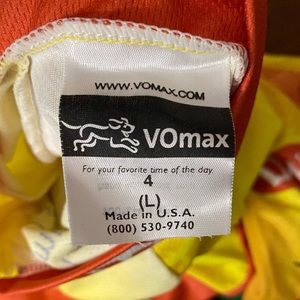 www.VOMAX.COM
VOmax
For your favorite time of the day.
4
(L)
Made in U.S.A.
(800) 530-9740